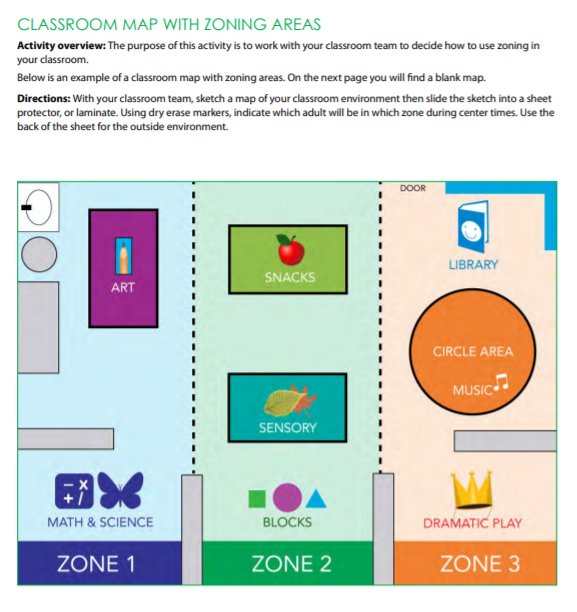 CLASSROOM MAP WITH ZONING AREAS
Activity overview: The purpose of this activity is to work with your classroom team to decide how to use zoning in
your classroom.
Below is an example of a classroom map with zoning areas. On the next page you will find a blank map.
Directions: With your classroom team, sketch a map of your classroom environment then slide the sketch into a sheet
protector, or laminate. Using dry erase markers, indicate which adult will be in which zone during center times. Use the
back of the sheet for the outside environment.
DOOR
ART
SNACKS
LIBRARY
CIRCLE AREA
MUSIC
SENSORY
− x
+ /
MATH & SCIENCE
BLOCKS
DRAMATIC PLAY
ZONE 1
ZONE 2
ZONE 3